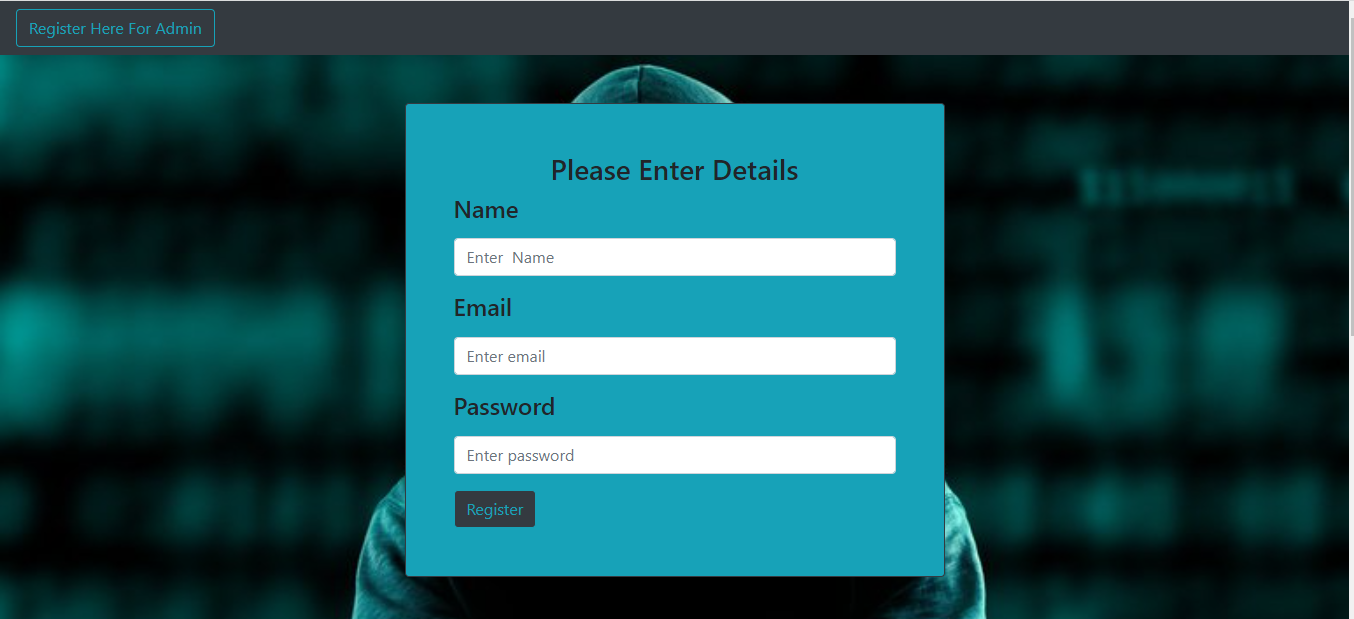 Register Here For Admin
Please Enter Details
Name
Enter  Name
Email
Enter email
Password
Enter password
Register